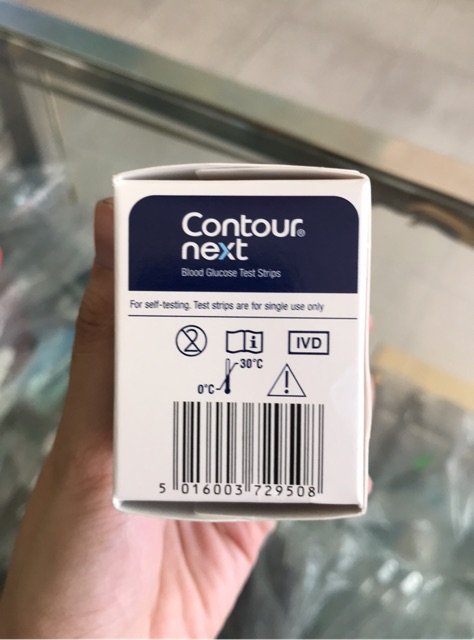 Contour®
next
Blood Glucose Test Strips
For self-testing. Test strips are for single use only
2 i IVD
30°C
0°C
5 016003 729508